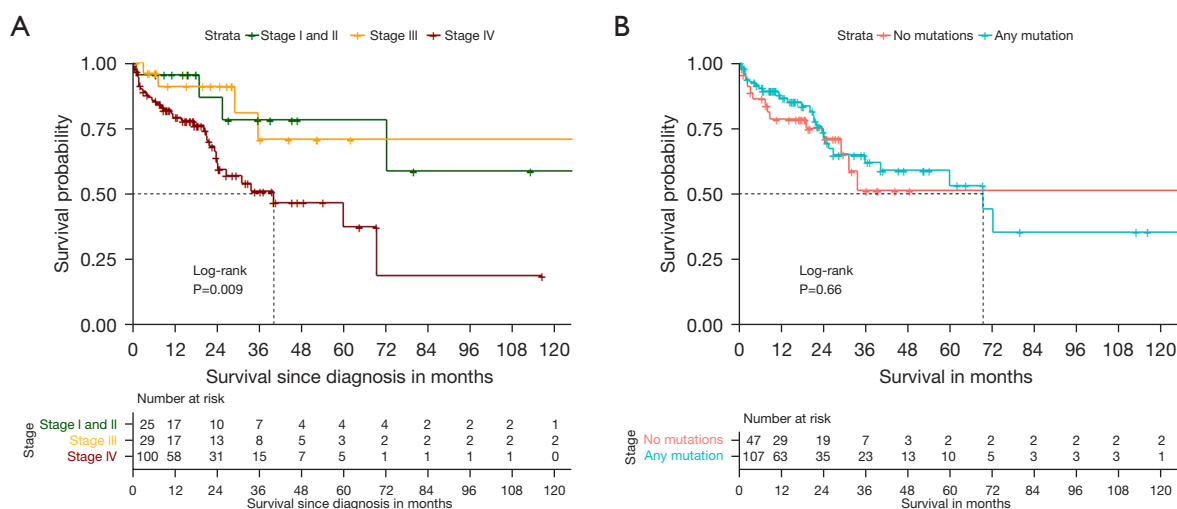 A
Strata Stage I and II Stage III Stage IV
1.00
0.75
0.50
0.25
0.00
Survival probability
Log-rank
P=0.009
0 12 24 36 48 60 72 84 96 108 120
Survival since diagnosis in months
Number at risk
Stage
Stage I and II 25 17 10 7 4 4 4 2 2 2 1
Stage III 29 17 13 8 5 3 2 2 2 2 2
Stage IV 100 58 31 15 7 5 1 1 1 1 0
0 12 24 36 48 60 72 84 96 108 120
Survival since diagnosis in months
B
Strata No mutations Any mutation
1.00
0.75
0.50
0.25
0.00
Survival probability
Log-rank
P=0.66
0 12 24 36 48 60 72 84 96 108 120
Survival in months
Number at risk
Stage
No mutations 47 29 19 7 3 2 2 2 2 2 2
Any mutation 107 63 35 23 13 10 5 3 3 3 1
0 12 24 36 48 60 72 84 96 108 120
Survival in months